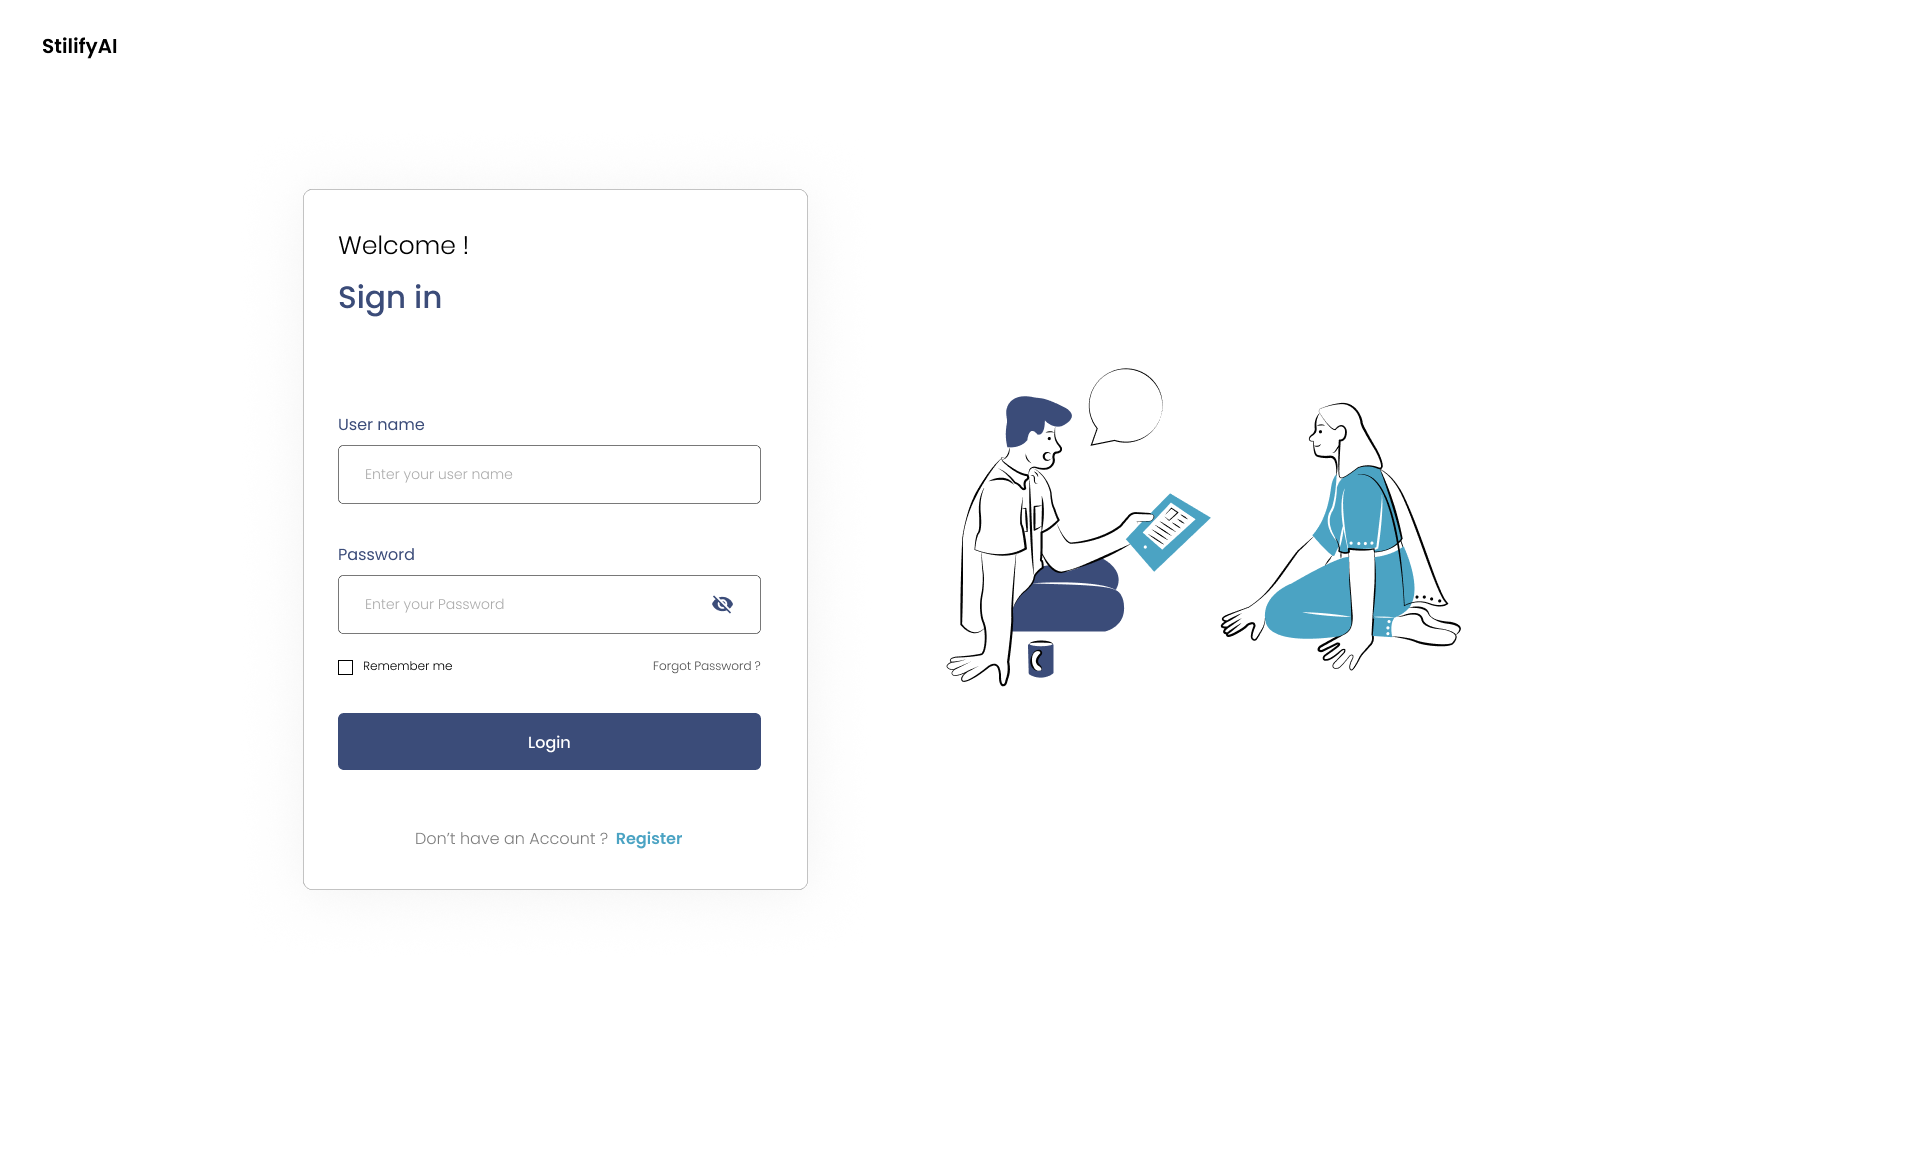 StilifyAI
Welcome !
Sign in
User name
Enter your user name
Password
Enter your Password
Remember me
Forgot Password ?
Login
Don’t have an Account ? Register